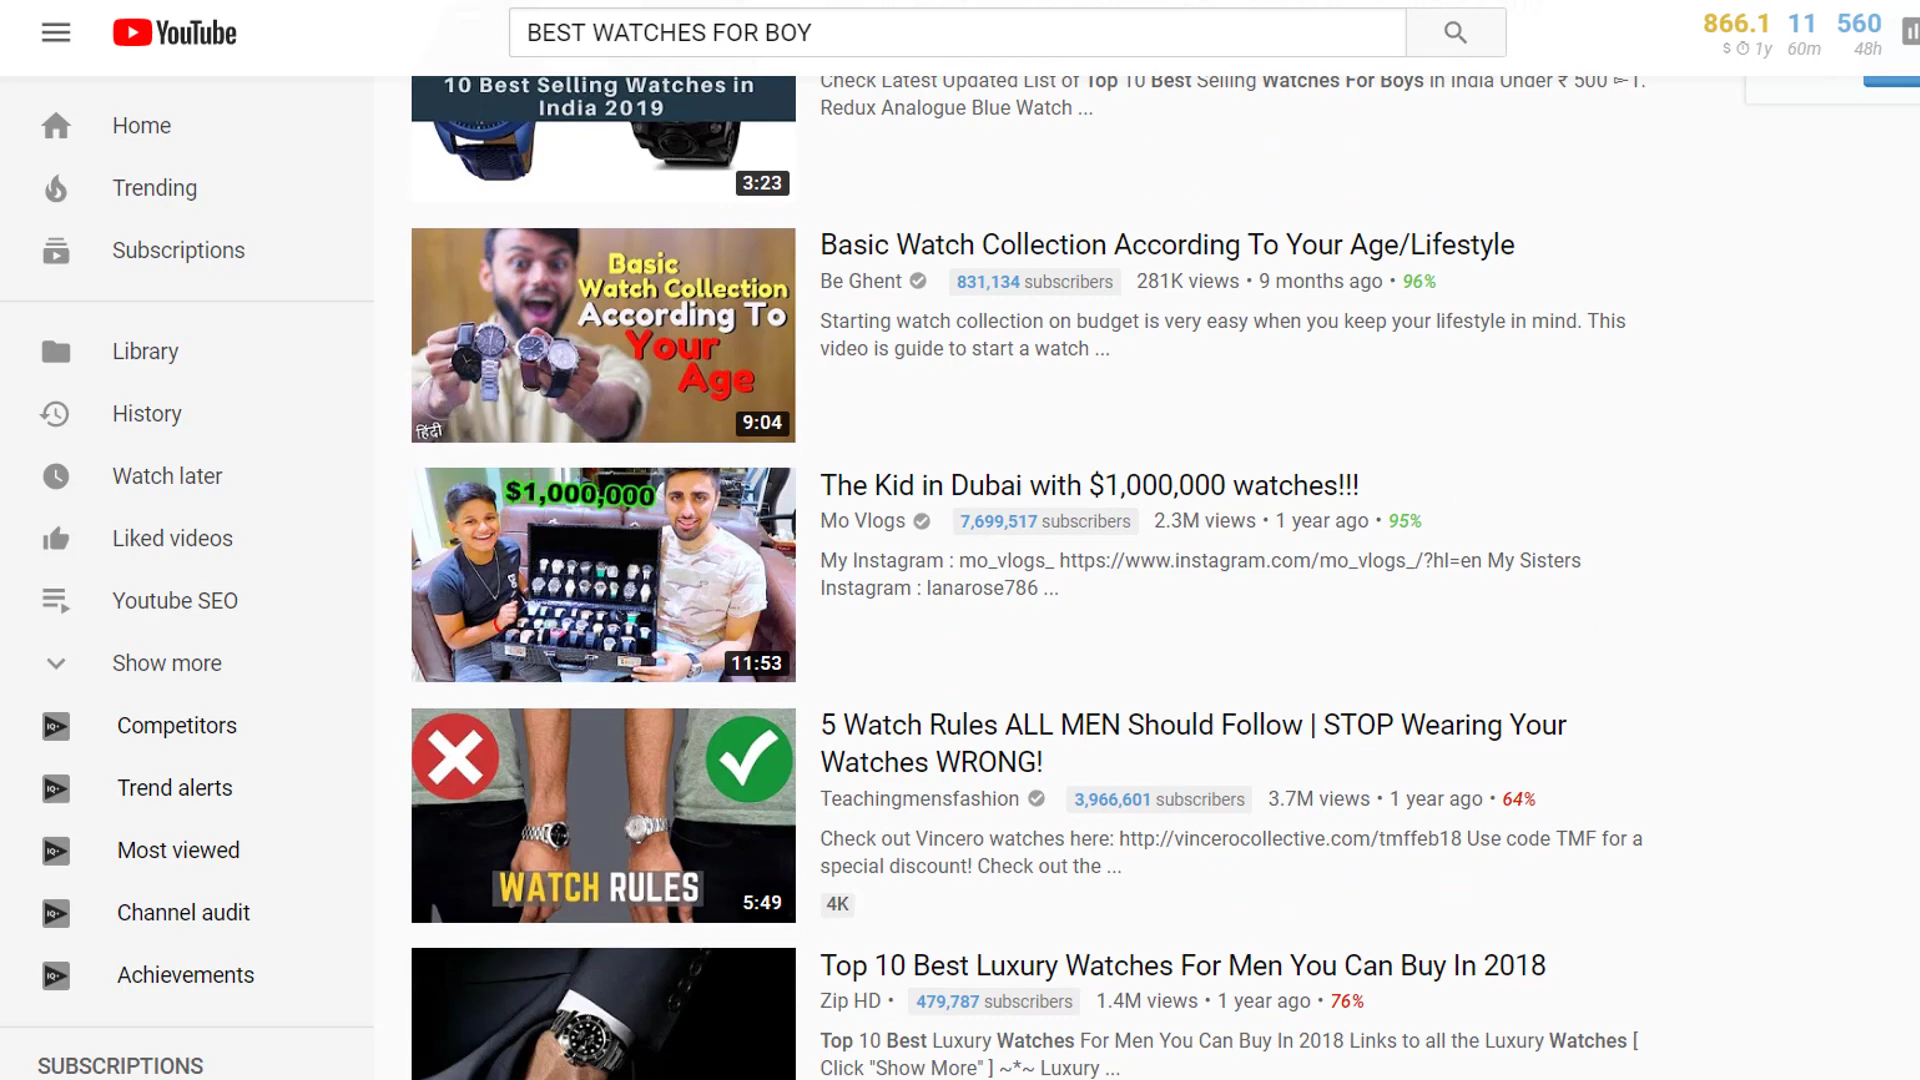 YouTube
BEST WATCHES FOR BOY
866.1 11 560
$ 1y 60m 48h
Home
Trending
Subscriptions
Library
History
Watch later
Liked videos
Youtube SEO
Show more
Competitors
Trend alerts
Most viewed
Channel audit
Achievements
SUBSCRIPTIONS
10 Best Selling Watches in
India 2019
3:23
Check Latest Updated List of Top 10 Best Selling Watches For Boys In India Under ₹ 500 ➳ 1.
Redux Analogue Blue Watch ...
Basic
Watch Collection
According To
Your
Age
हिंदी
9:04
Basic Watch Collection According To Your Age/Lifestyle
Be Ghent 831,134 subscribers 281K views • 9 months ago • 96%
Starting watch collection on budget is very easy when you keep your lifestyle in mind. This
video is guide to start a watch ...
$1,000,000
11:53
The Kid in Dubai with $1,000,000 watches!!!
Mo Vlogs 7,699,517 subscribers 2.3M views • 1 year ago • 95%
My Instagram : mo_vlogs_ https://www.instagram.com/mo_vlogs_/?hl=en My Sisters
Instagram : lanarose786 ...
WATCH RULES
5:49
5 Watch Rules ALL MEN Should Follow | STOP Wearing Your
Watches WRONG!
Teachingmensfashion 3,966,601 subscribers 3.7M views • 1 year ago • 64%
Check out Vincero watches here: http://vincerocollective.com/tmffeb18 Use code TMF for a
special discount! Check out the ...
4K
Top 10 Best Luxury Watches For Men You Can Buy In 2018
Zip HD • 479,787 subscribers 1.4M views • 1 year ago • 76%
Top 10 Best Luxury Watches For Men You Can Buy In 2018 Links to all the Luxury Watches [
Click "Show More" ] ~*~ Luxury ...